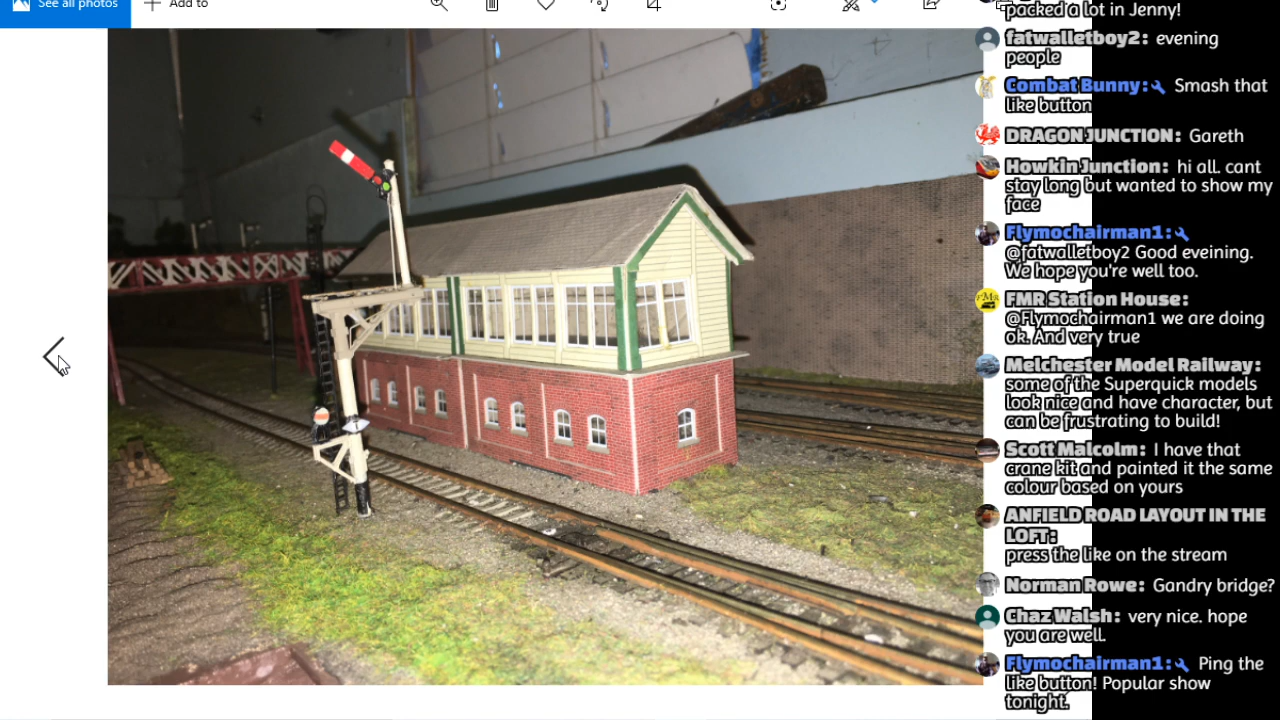 See all photos
Add to
packed a lot in Jenny!
fatwalletboy2: evening
people
Combat Bunny: Smash that
like button
DRAGON JUNCTION: Gareth
Howkin Junction: hi all. cant
stay long but wanted to show my
face
Flymochairman1:
@fatwalletboy2 Good eveining.
We hope you're well too.
FMR Station House:
@Flymochairman1 we are doing
ok. And very true
Melchester Model Railway:
some of the Superquick models
look nice and have character, but
can be frustrating to build!
Scott Malcolm: I have that
crane kit and painted it the same
colour based on yours
ANFIELD ROAD LAYOUT IN THE
LOFT:
press the like on the stream
Norman Rowe: Gandry bridge?
Chaz Walsh: very nice. hope
you are well.
Flymochairman1: Ping the
like button! Popular show
tonight.